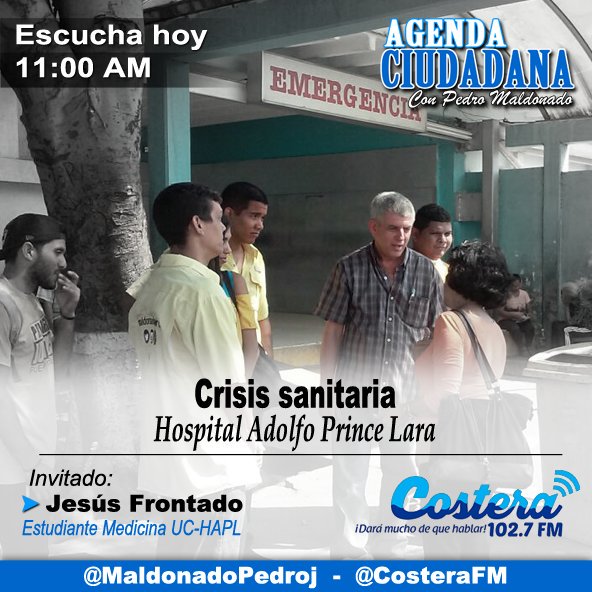 Escucha hoy
11:00 AM
AGENDA
CIUDADANA
Con Pedro Maldonado
EMERGENCIA
Crisis sanitaria
Hospital Adolfo Prince Lara
Invitado:
Jesús Frontado
Estudiante Medicina UC-HAPL
Costera
¡Dará mucho de que hablar! 102.7 FM
@MaldonadoPedroj - @CosteraFM